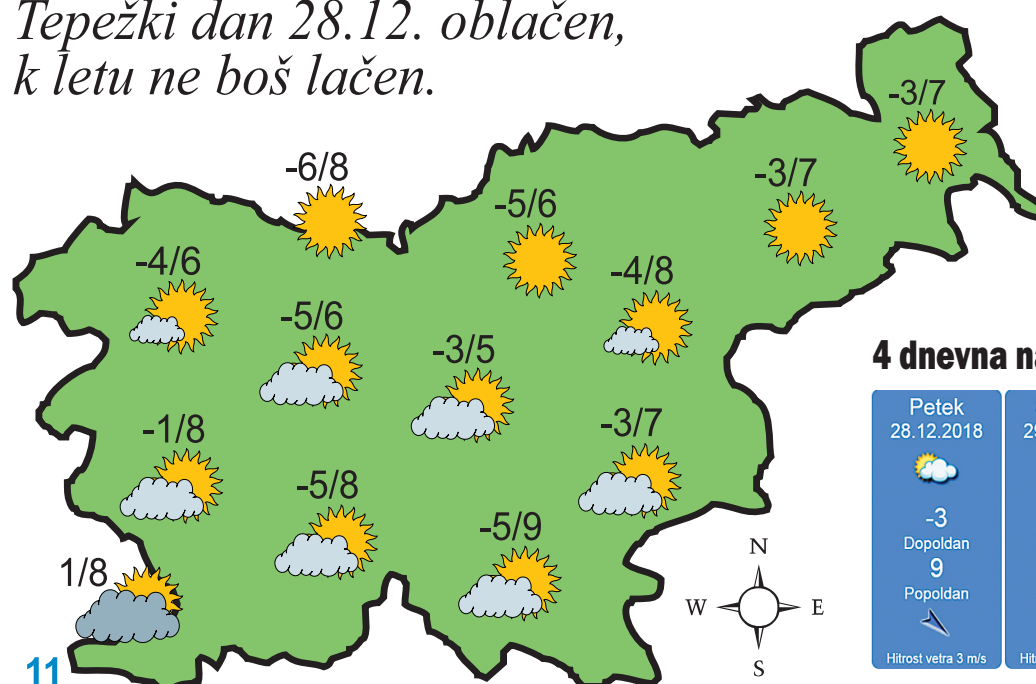 Tepežki dan 28.12. oblačen,
k letu ne boš lačen.
-3/7
-6/8
-3/7
-5/6
-4/6
-4/8
-5/6
-3/5
-1/8
-3/7
-5/8
-5/9
1/8
N
W
E
S
11
4 dnevna
Petek
28.12.2018
-3
Dopoldan
9
Popoldan
Hitrost vetra 3 m/s